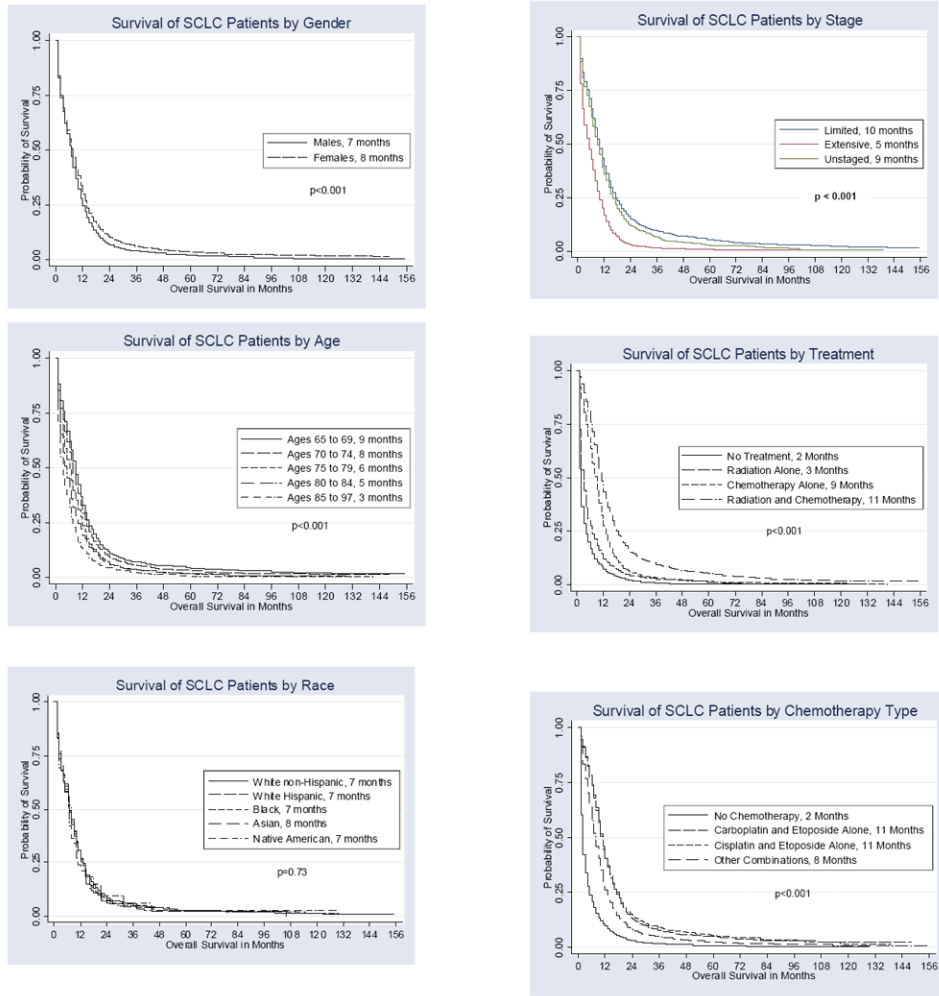 Survival of SCLC Patients by Gender
Probability of Survival
1.00
0.75
0.50
0.25
0.00
Males, 7 months
Females, 8 months
p<0.001
0 12 24 36 48 60 72 84 96 108 120 132 144 156
Overall Survival in Months
Survival of SCLC Patients by Stage
Probability of Survival
1.00
0.75
0.50
0.25
0.00
Limited, 10 months
Extensive, 5 months
Unstaged, 9 months
p < 0.001
0 12 24 36 48 60 72 84 96 108 120 132 144 156
Overall Survival in Months
Survival of SCLC Patients by Age
Probability of Survival
1.00
0.75
0.50
0.25
0.00
Ages 65 to 69, 9 months
Ages 70 to 74, 8 months
Ages 75 to 79, 6 months
Ages 80 to 84, 5 months
Ages 85 to 97, 3 months
p<0.001
0 12 24 36 48 60 72 84 96 108 120 132 144 156
Overall Survival in Months
Survival of SCLC Patients by Treatment
Probability of Survival
1.00
0.75
0.50
0.25
0.00
No Treatment, 2 Months
Radiation Alone, 3 Months
Chemotherapy Alone, 9 Months
Radiation and Chemotherapy, 11 Months
p<0.001
0 12 24 36 48 60 72 84 96 108 120 132 144 156
Overall Survival in Months
Survival of SCLC Patients by Race
Probability of Survival
1.00
0.75
0.50
0.25
0.00
White non-Hispanic, 7 months
White Hispanic, 7 months
Black, 7 months
Asian, 8 months
Native American, 7 months
p=0.73
0 12 24 36 48 60 72 84 96 108 120 132 144 156
Overall Survival in Months
Survival of SCLC Patients by Chemotherapy Type
Probability of Survival
1.00
0.75
0.50
0.25
0.00
No Chemotherapy, 2 Months
Carboplatin and Etoposide Alone, 11 Months
Cisplatin and Etoposide Alone, 11 Months
Other Combinations, 8 Months
p<0.001
0 12 24 36 48 60 72 84 96 108 120 132 144 156
Overall Survival in Months